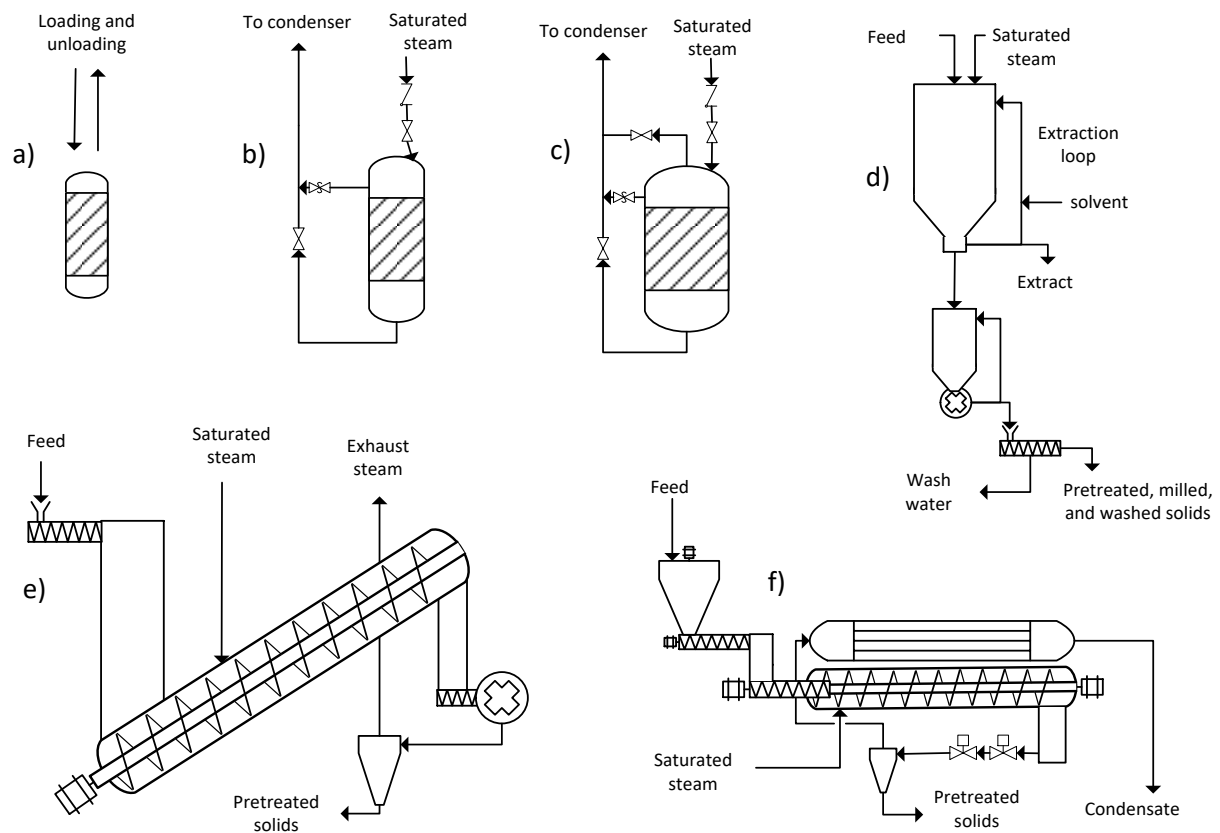 Loading and
unloading
a)
To condenser
Saturated
steam
b)
To condenser
Saturated
steam
c)
Feed
Saturated
steam
Extraction
loop
d)
solvent
Extract
Wash
water
Pretreated, milled,
and washed solids
Feed
Saturated
steam
Exhaust
steam
e)
Pretreated
solids
Feed
f)
Saturated
steam
Pretreated
solids
Condensate